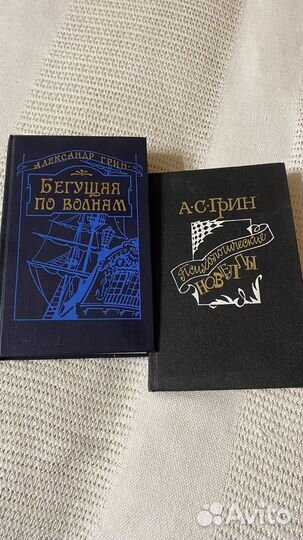 АЛЕКСАНДР ГРИН
БЕГУЩАЯ
ПО ВОЛНАМ
А·С·ГРИН
Психологические
НОВЕЛЛЫ
Avito